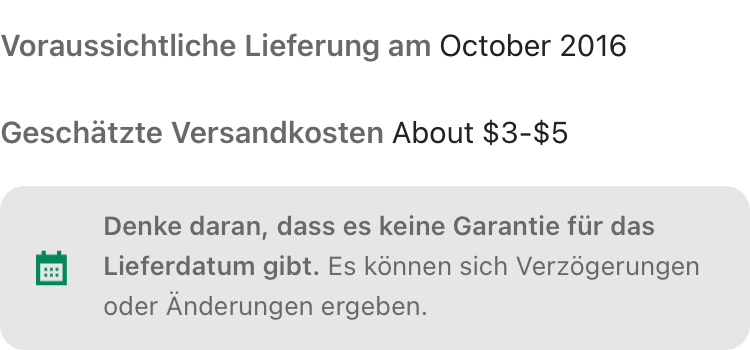 Voraussichtliche Lieferung am October 2016
Geschätzte Versandkosten About $3-$5
Denke daran, dass es keine Garantie für das
Lieferdatum gibt. Es können sich Verzögerungen
oder Änderungen ergeben.